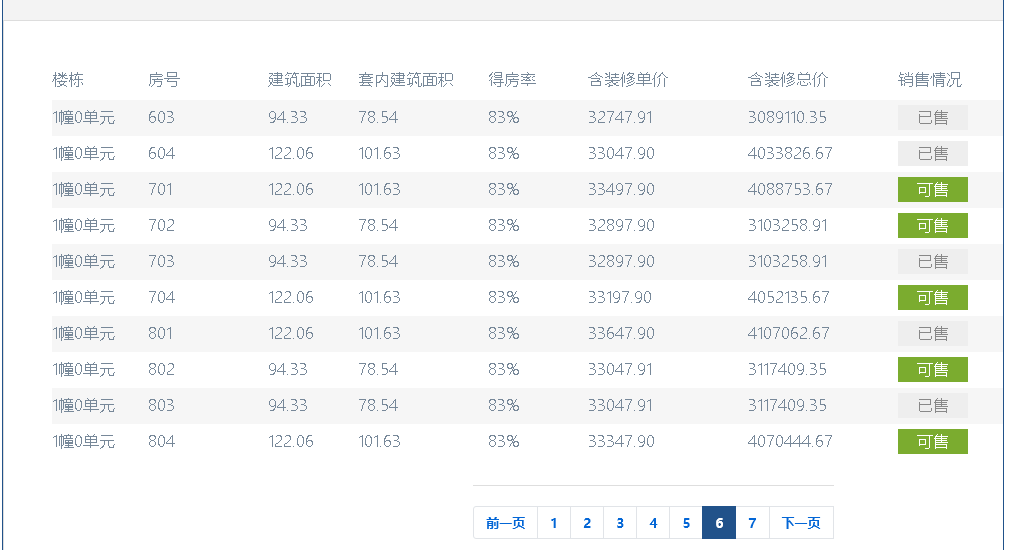 楼栋 房号 建筑面积 套内建筑面积 得房率 含装修单价 含装修总价 销售情况
1幢0单元 603 94.33 78.54 83% 32747.91 3089110.35 已售
1幢0单元 604 122.06 101.63 83% 33047.90 4033826.67 已售
1幢0单元 701 122.06 101.63 83% 33497.90 4088753.67 可售
1幢0单元 702 94.33 78.54 83% 32897.90 3103258.91 可售
1幢0单元 703 94.33 78.54 83% 32897.90 3103258.91 已售
1幢0单元 704 122.06 101.63 83% 33197.90 4052135.67 可售
1幢0单元 801 122.06 101.63 83% 33647.90 4107062.67 已售
1幢0单元 802 94.33 78.54 83% 33047.91 3117409.35 可售
1幢0单元 803 94.33 78.54 83% 33047.91 3117409.35 已售
1幢0单元 804 122.06 101.63 83% 33347.90 4070444.67 可售
前一页 1 2 3 4 5 6 7 下一页